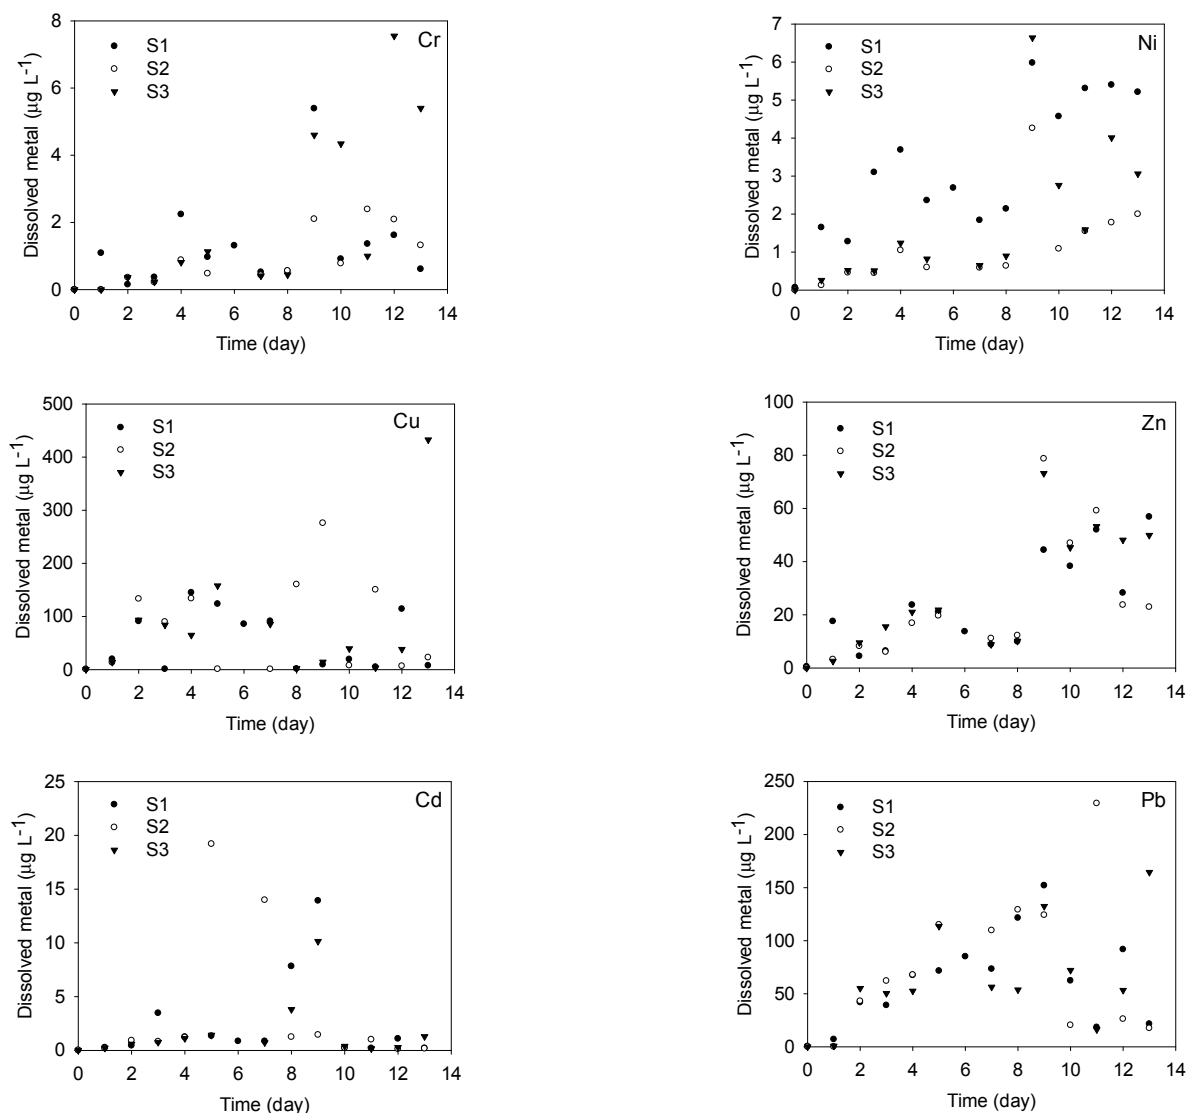 Cr
S1
S2
S3
Dissolved metal (µg L-1)
8
6
4
2
0
0 2 4 6 8 10 12 14
Time (day)
Ni
S1
S2
S3
Dissolved metal (µg L-1)
7
6
5
4
3
2
1
0
0 2 4 6 8 10 12 14
Time (day)
Cu
S1
S2
S3
Dissolved metal (µg L-1)
500
400
300
200
100
0
0 2 4 6 8 10 12 14
Time (day)
Zn
S1
S2
S3
Dissolved metal (µg L-1)
100
80
60
40
20
0
0 2 4 6 8 10 12 14
Time (day)
Cd
S1
S2
S3
Dissolved metal (µg L-1)
25
20
15
10
5
0
0 2 4 6 8 10 12 14
Time (day)
Pb
S1
S2
S3
Dissolved metal (µg L-1)
250
200
150
100
50
0
0 2 4 6 8 10 12 14
Time (day)